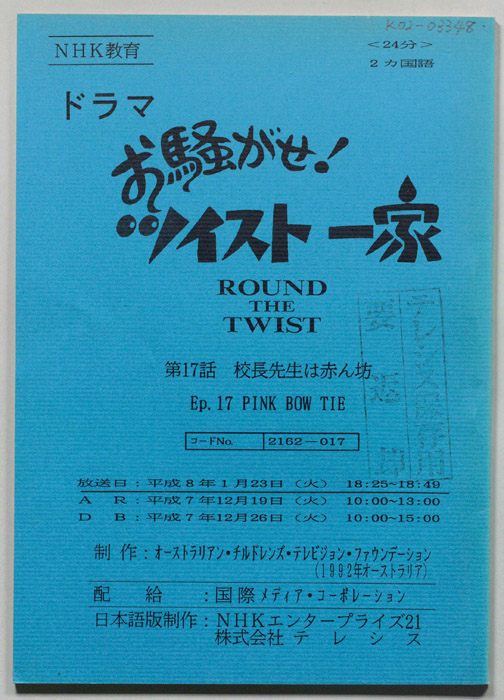 K02-03348
NHK教育
<24分>
2カ国語
ドラマ
お騒がせ!
ツイスト一家
ROUND
THE
TWIST
第17話 校長先生は赤ん坊
Ep.17 PINK BOW TIE
コードNo. 2162-017
放送日:平成8年1月23日(火) 18:25~18:49
AR:平成7年12月19日(火) 10:00~13:00
DB:平成7年12月26日(火) 10:00~15:00
制作:オーストラリアン・チルドレンズ・テレビジョン・ファウンデーション
(1992年オーストラリア)
配給:国際メディア・コーポレーション
日本語版制作:NHKエンタープライズ21
株式会社テレシス
要返却